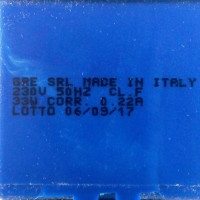 GRE SRL MADE IN ITALY
230V 50HZ CL.F
33W CORR. 0.22A
LOTTO 06/09/17